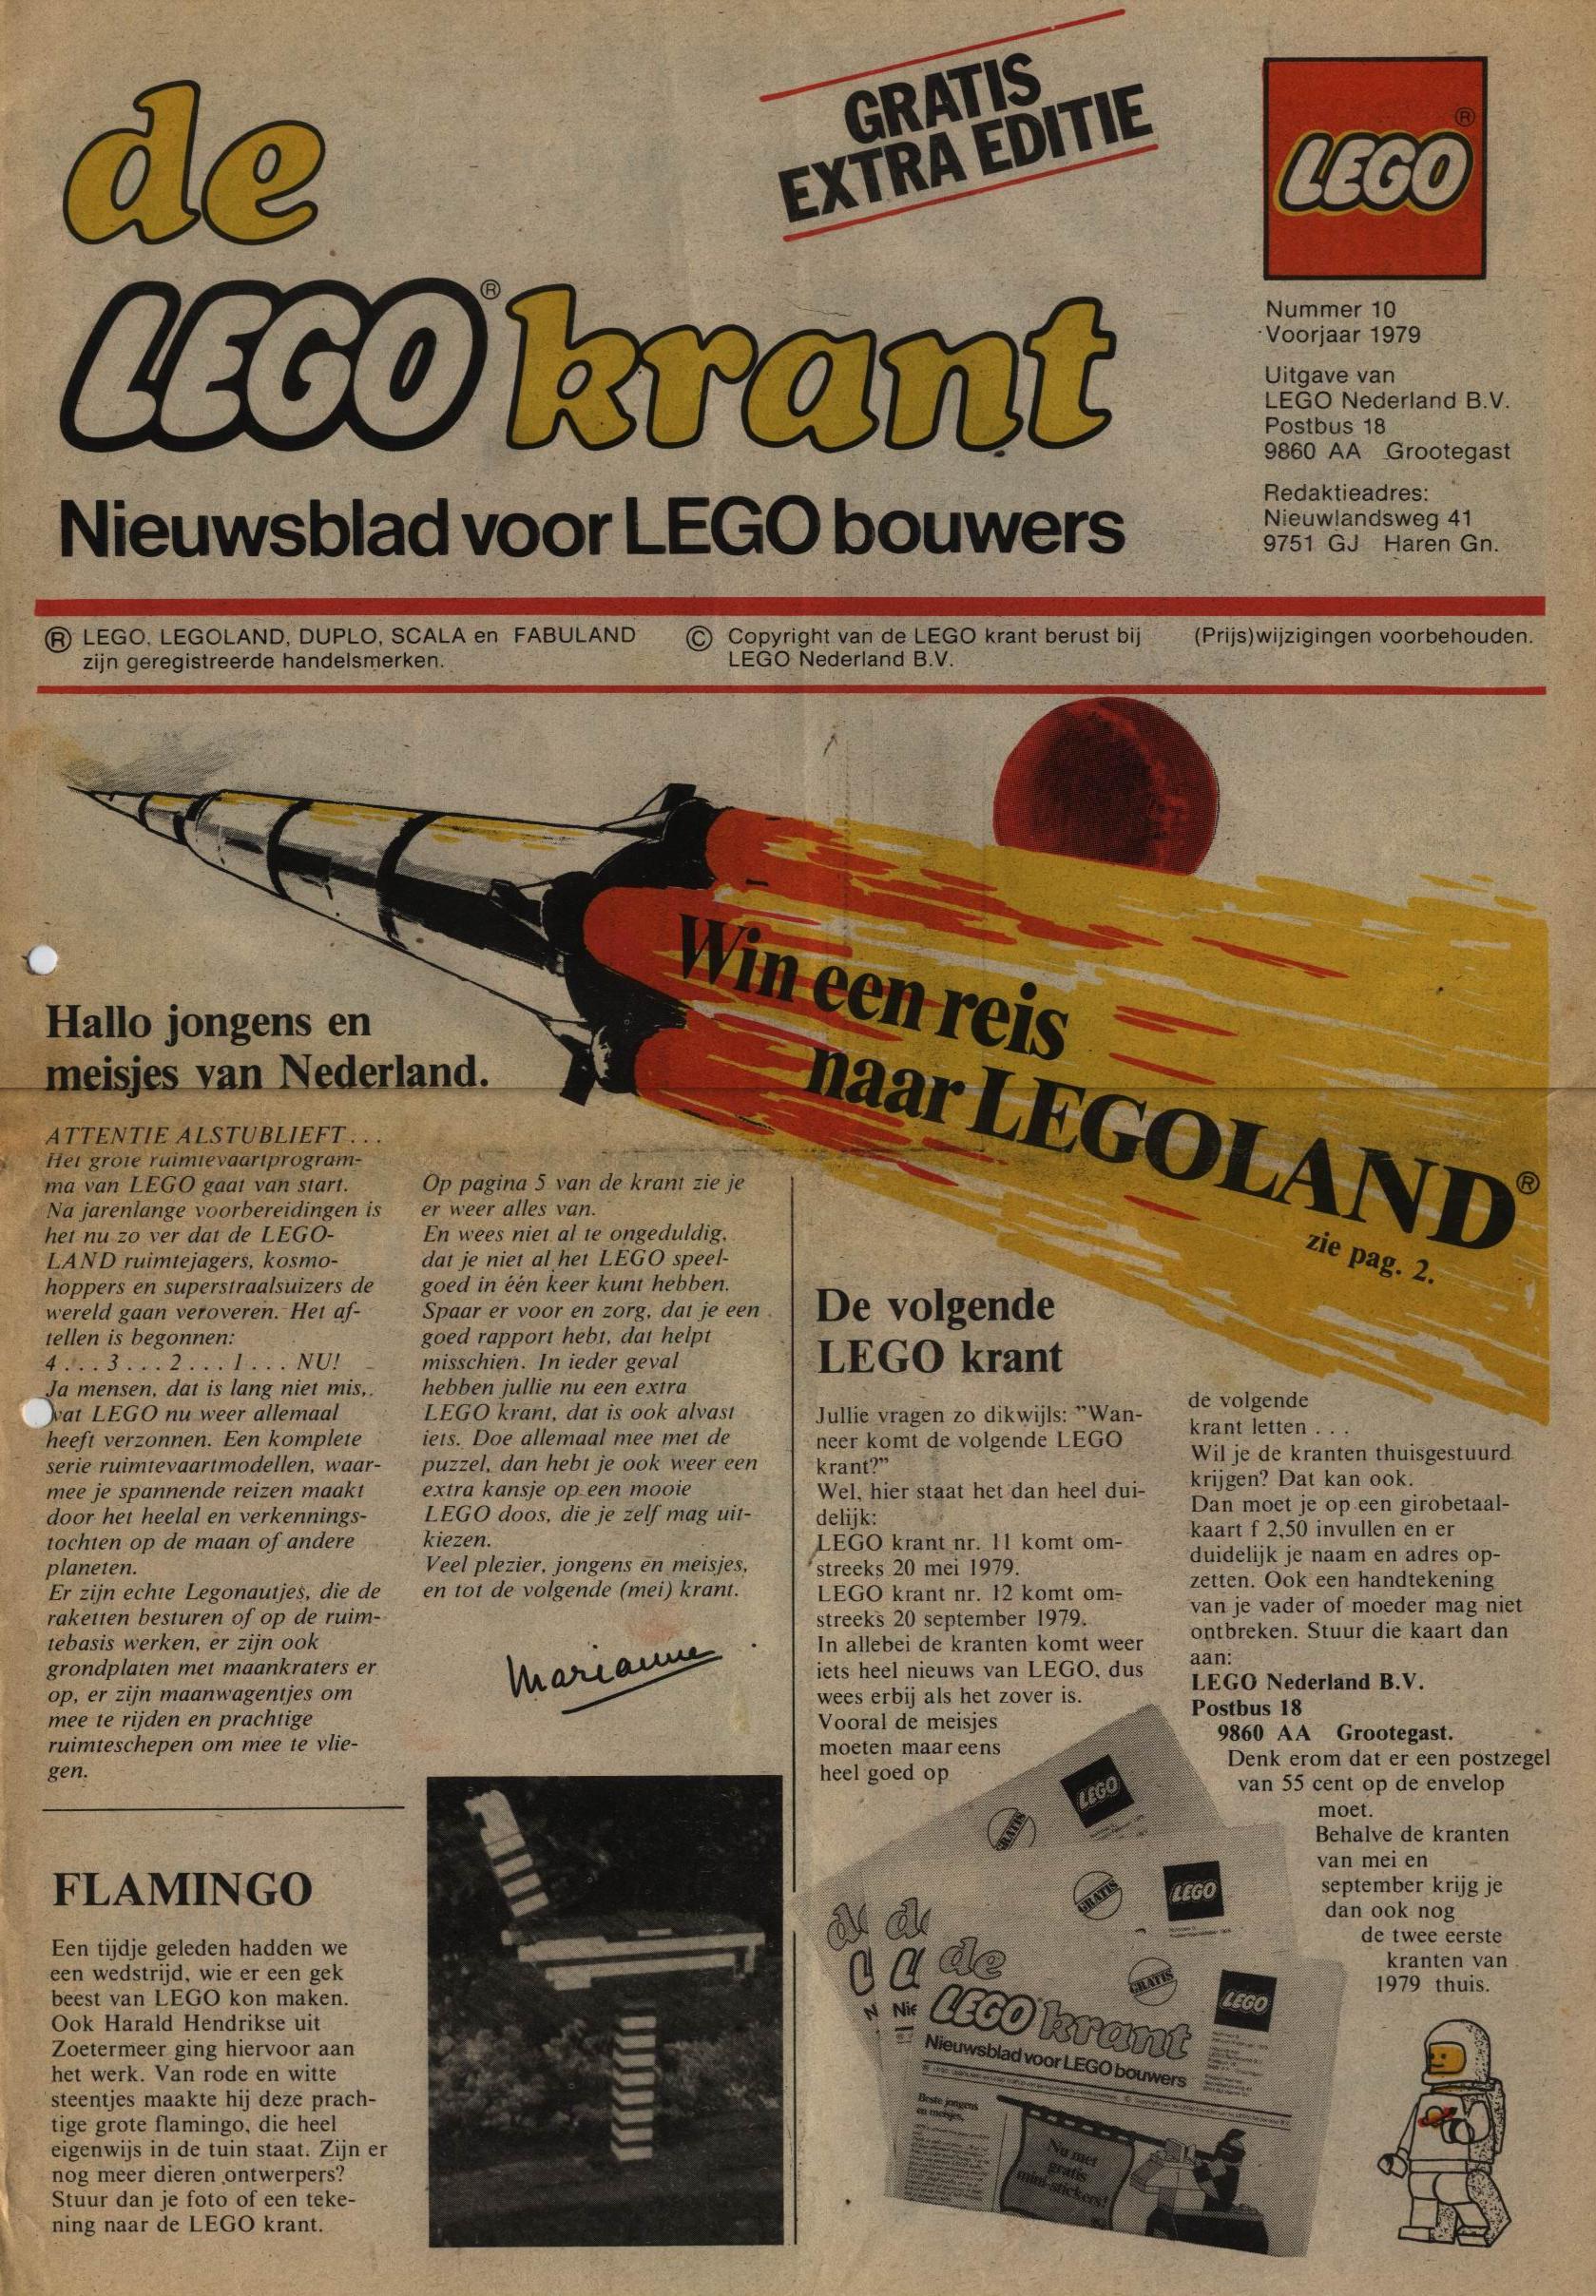 de
LEGO® krant
GRATIS
EXTRA EDITIE
LEGO®
Nieuwsblad voor LEGO bouwers
Nummer 10
Voorjaar 1979
Uitgave van
LEGO Nederland B.V.
Postbus 18
9860 AA Grootegast
Redaktieadres:
Nieuwlandsweg 41
9751 GJ Haren Gn.
® LEGO, LEGOLAND, DUPLO, SCALA en FABULAND
zijn geregistreerde handelsmerken.
© Copyright van de LEGO krant berust bij
LEGO Nederland B.V.
(Prijs)wijzigingen voorbehouden.
Win een reis
naar LEGOLAND®
zie pag. 2.
Hallo jongens en
meisjes van Nederland.
ATTENTIE ALSTUBLIEFT...
Het grote ruimtevaartprogram-
ma van LEGO gaat van start.
Na jarenlange voorbereidingen is
het nu zo ver dat de LEGO-
LAND ruimtejagers, kosmo-
hoppers en superstraalsuizers de
wereld gaan veroveren. Het af-
tellen is begonnen:
4...3...2...1... NU!
Ja mensen, dat is lang niet mis,
wat LEGO nu weer allemaal
heeft verzonnen. Een komplete
serie ruimtevaartmodellen, waar-
mee je spannende reizen maakt
door het heelal en verkennings-
tochten op de maan of andere
planeten.
Er zijn echte Legonautjes, die de
raketten besturen of op de ruim-
tebasis werken, er zijn ook
grondplaten met maankraters er
op, er zijn maanwagentjes om
mee te rijden en prachtige
ruimteschepen om mee te vlie-
gen.
Op pagina 5 van de krant zie je
er weer alles van.
En wees niet al te ongeduldig,
dat je niet al het LEGO speel-
goed in één keer kunt hebben.
Spaar er voor en zorg, dat je een
goed rapport hebt, dat helpt
misschien. In ieder geval
hebben jullie nu een extra
LEGO krant, dat is ook alvast
iets. Doe allemaal mee met de
puzzel, dan hebt je ook weer een
extra kansje op een mooie
LEGO doos, die je zelf mag uit-
kiezen.
Veel plezier, jongens en meisjes,
en tot de volgende (mei) krant.
Marianne
FLAMINGO
Een tijdje geleden hadden we
een wedstrijd, wie er een gek
beest van LEGO kon maken.
Ook Harald Hendrikse uit
Zoetermeer ging hiervoor aan
het werk. Van rode en witte
steentjes maakte hij deze prach-
tige grote flamingo, die heel
eigenwijs in de tuin staat. Zijn er
nog meer dieren ontwerpers?
Stuur dan je foto of een teke-
ning naar de LEGO krant.
De volgende
LEGO krant
Jullie vragen zo dikwijls: "Wan-
neer komt de volgende LEGO
krant?"
Wel, hier staat het dan heel dui-
delijk:
LEGO krant nr. 11 komt om-
streeks 20 mei 1979.
LEGO krant nr. 12 komt om-
streeks 20 september 1979.
In allebei de kranten komt weer
iets heel nieuws van LEGO, dus
wees erbij als het zover is.
Vooral de meisjes
moeten maar eens
heel goed op
de volgende
krant letten . . .
Wil je de kranten thuisgestuurd
krijgen? Dat kan ook.
Dan moet je op een girobetaal-
kaart f 2,50 invullen en er
duidelijk je naam en adres op-
zetten. Ook een handtekening
van je vader of moeder mag niet
ontbreken. Stuur die kaart dan
aan:
LEGO Nederland B.V.
Postbus 18
9860 AA Grootegast.
Denk erom dat er een postzegel
van 55 cent op de envelop
moet.
Behalve de kranten
van mei en
september krijg je
dan ook nog
de twee eerste
kranten van
1979 thuis.
GRATIS
LEGO
GRATIS
LEGO
de
L
N
de
L
Nie
de
LEGO krant
GRATIS
LEGO
Nieuwsblad voor LEGO bouwers
Beste jongens
en meisjes,
Nu met
gratis
mini-stickers!